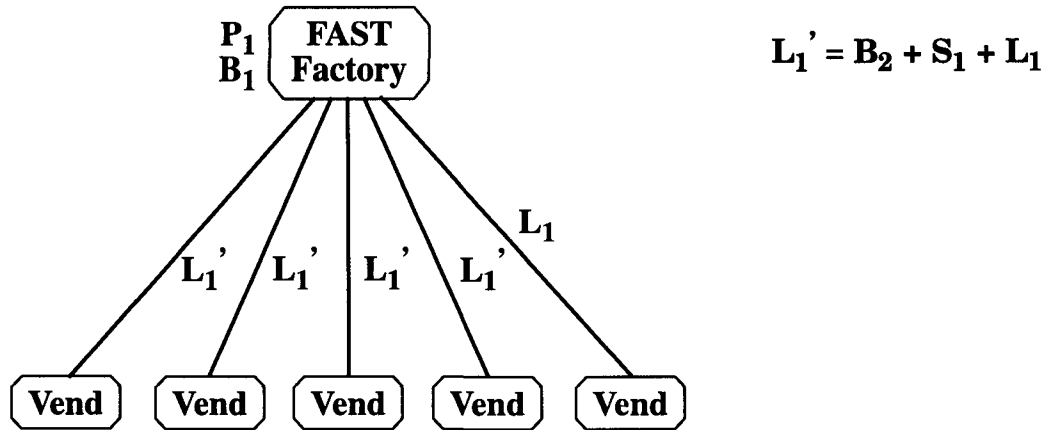 P₁ FAST
B₁ Factory
L₁’ = B₂ + S₁ + L₁
L₁
L₁’ L₁’ L₁’ L₁’
Vend Vend Vend Vend Vend